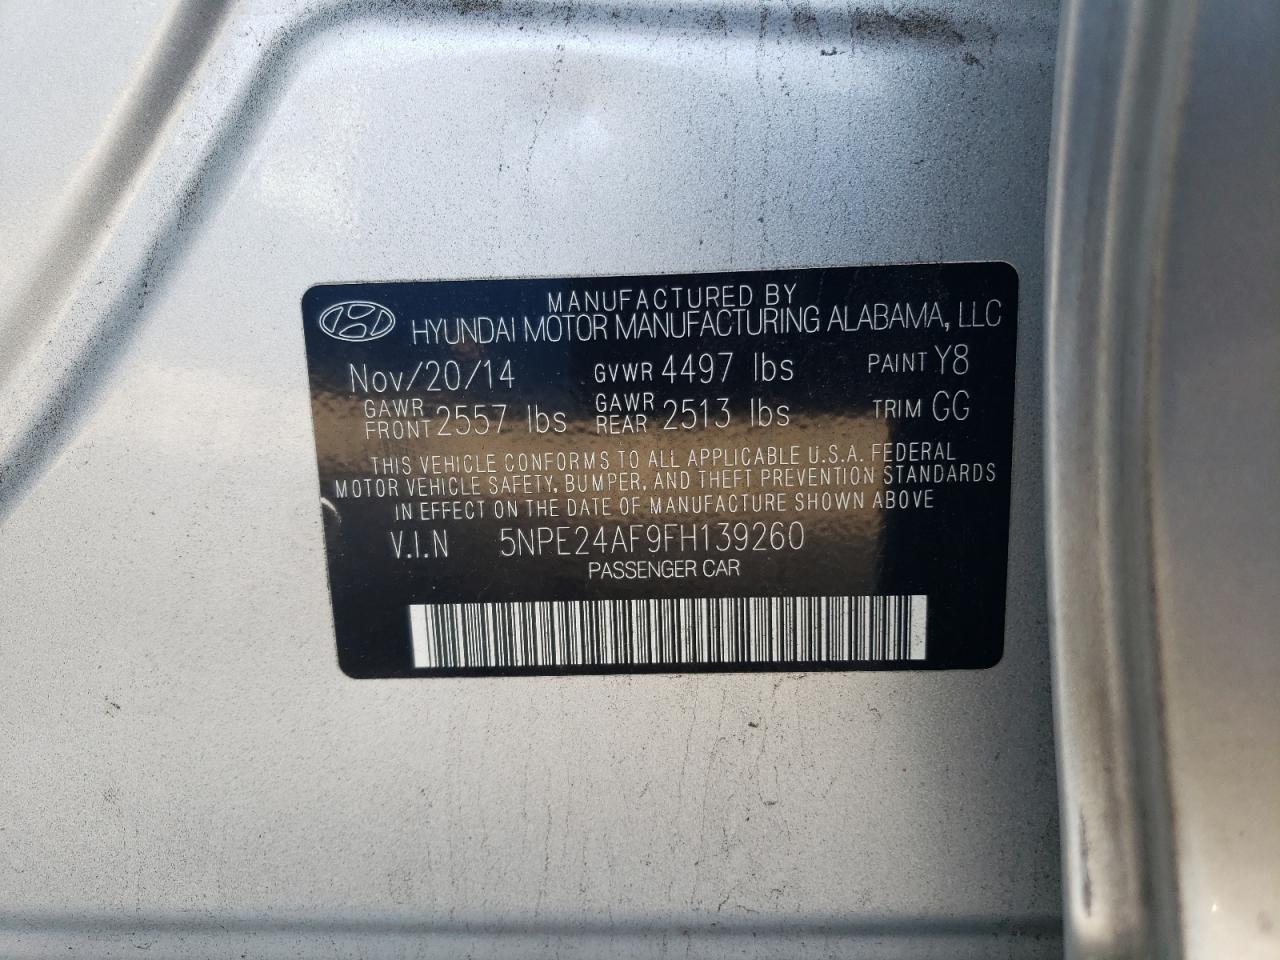 MANUFACTURED BY
HYUNDAI MOTOR MANUFACTURING ALABAMA, LLC
Nov/20/14 GVWR 4497 lbs PAINT Y8
GAWR FRONT 2557 lbs GAWR REAR 2513 lbs TRIM GG
THIS VEHICLE CONFORMS TO ALL APPLICABLE U.S.A. FEDERAL
MOTOR VEHICLE SAFETY, BUMPER, AND THEFT PREVENTION STANDARDS
IN EFFECT ON THE DATE OF MANUFACTURE SHOWN ABOVE
V.I.N 5NPE24AF9FH139260
PASSENGER CAR